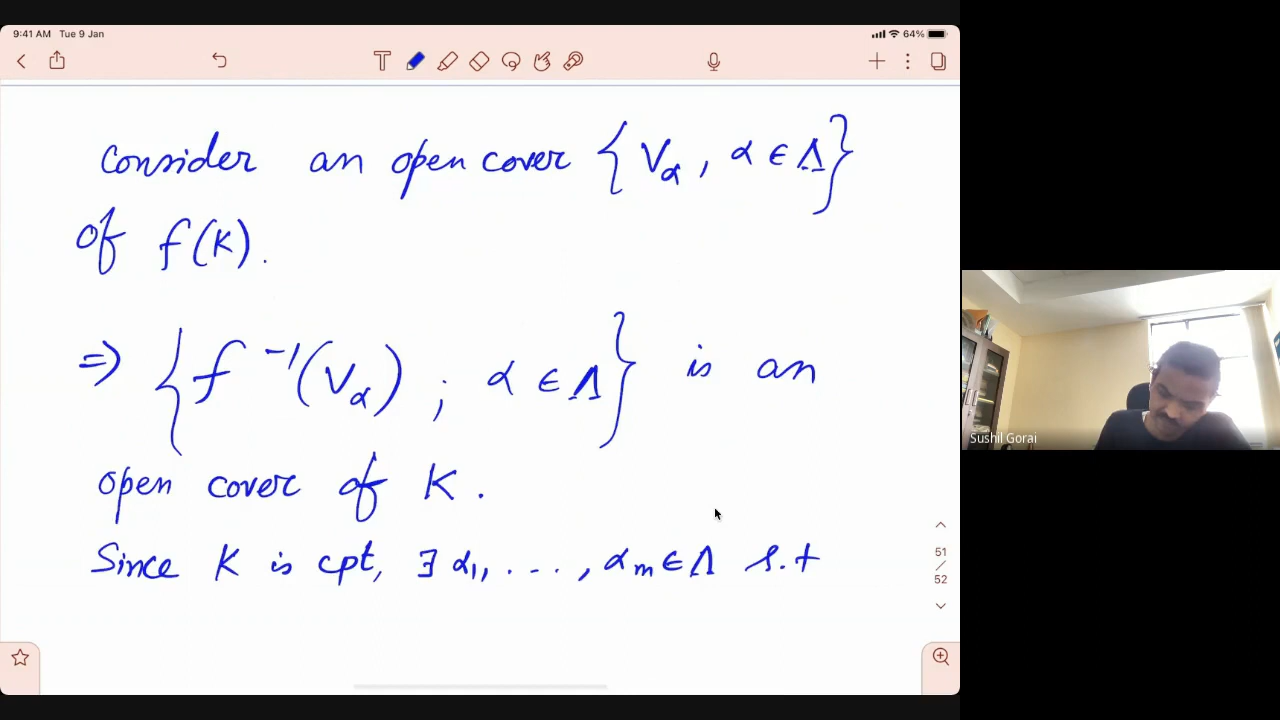 9:41 AM Tue 9 Jan
64%
T
Consider an open cover { Vα , α ∈ Λ }
of f(K).
=> { f⁻¹(Vα) ; α ∈ Λ } is an
open cover of K.
Since K is cpt, ∃ α₁, ...., αₘ ∈ Λ s.t
51
/
52
Sushil Gorai